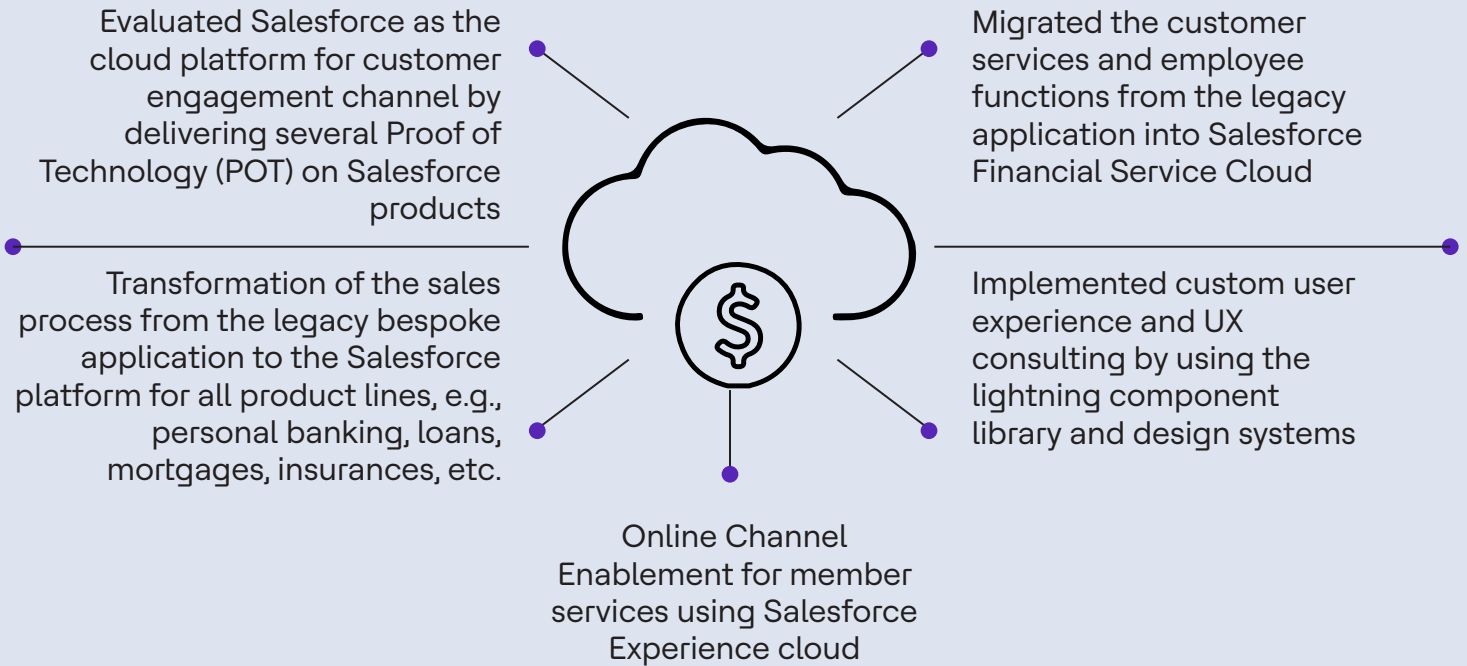 Evaluated Salesforce as the
cloud platform for customer
engagement channel by
delivering several Proof of
Technology (POT) on Salesforce
products
Migrated the customer
services and employee
functions from the legacy
application into Salesforce
Financial Service Cloud
Transformation of the sales
process from the legacy bespoke
application to the Salesforce
platform for all product lines, e.g.,
personal banking, loans,
mortgages, insurances, etc.
Implemented custom user
experience and UX
consulting by using the
lightning component
library and design systems
$
Online Channel
Enablement for member
services using Salesforce
Experience cloud